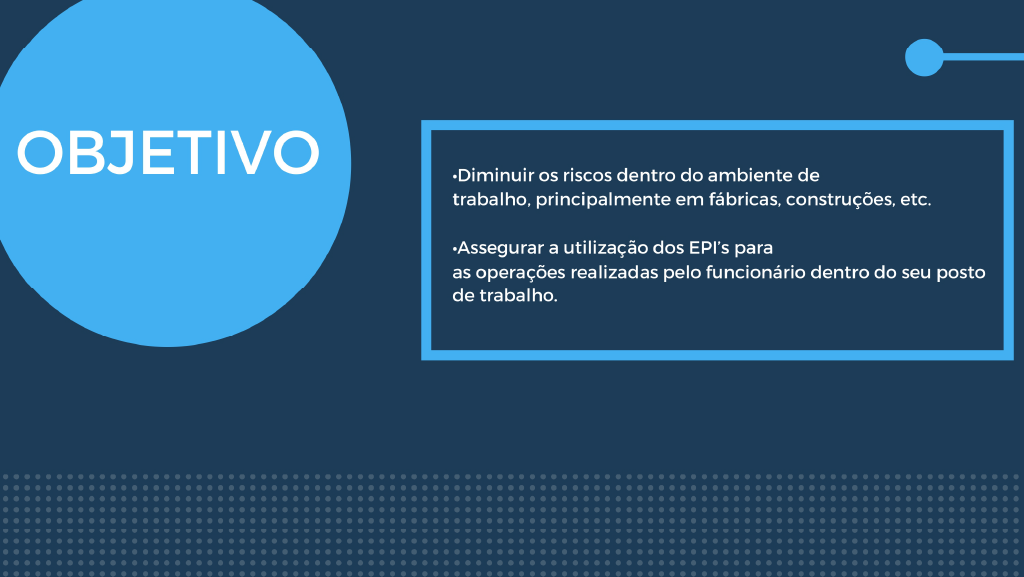 OBJETIVO
•Diminuir os riscos dentro do ambiente de
trabalho, principalmente em fábricas, construções, etc.
•Assegurar a utilização dos EPI’s para
as operações realizadas pelo funcionário dentro do seu posto
de trabalho.